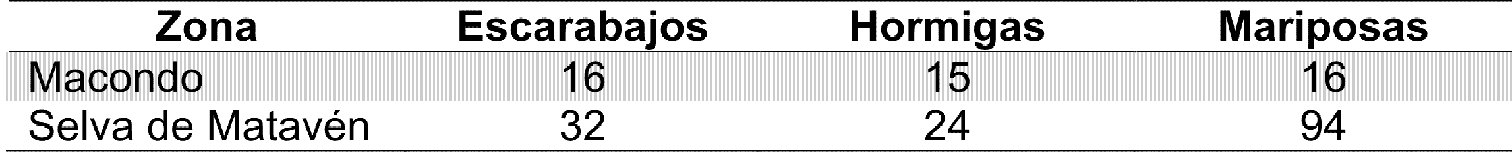 Zona Escarabajos Hormigas Mariposas
Macondo 16 15 16
Selva de Matavén 32 24 94